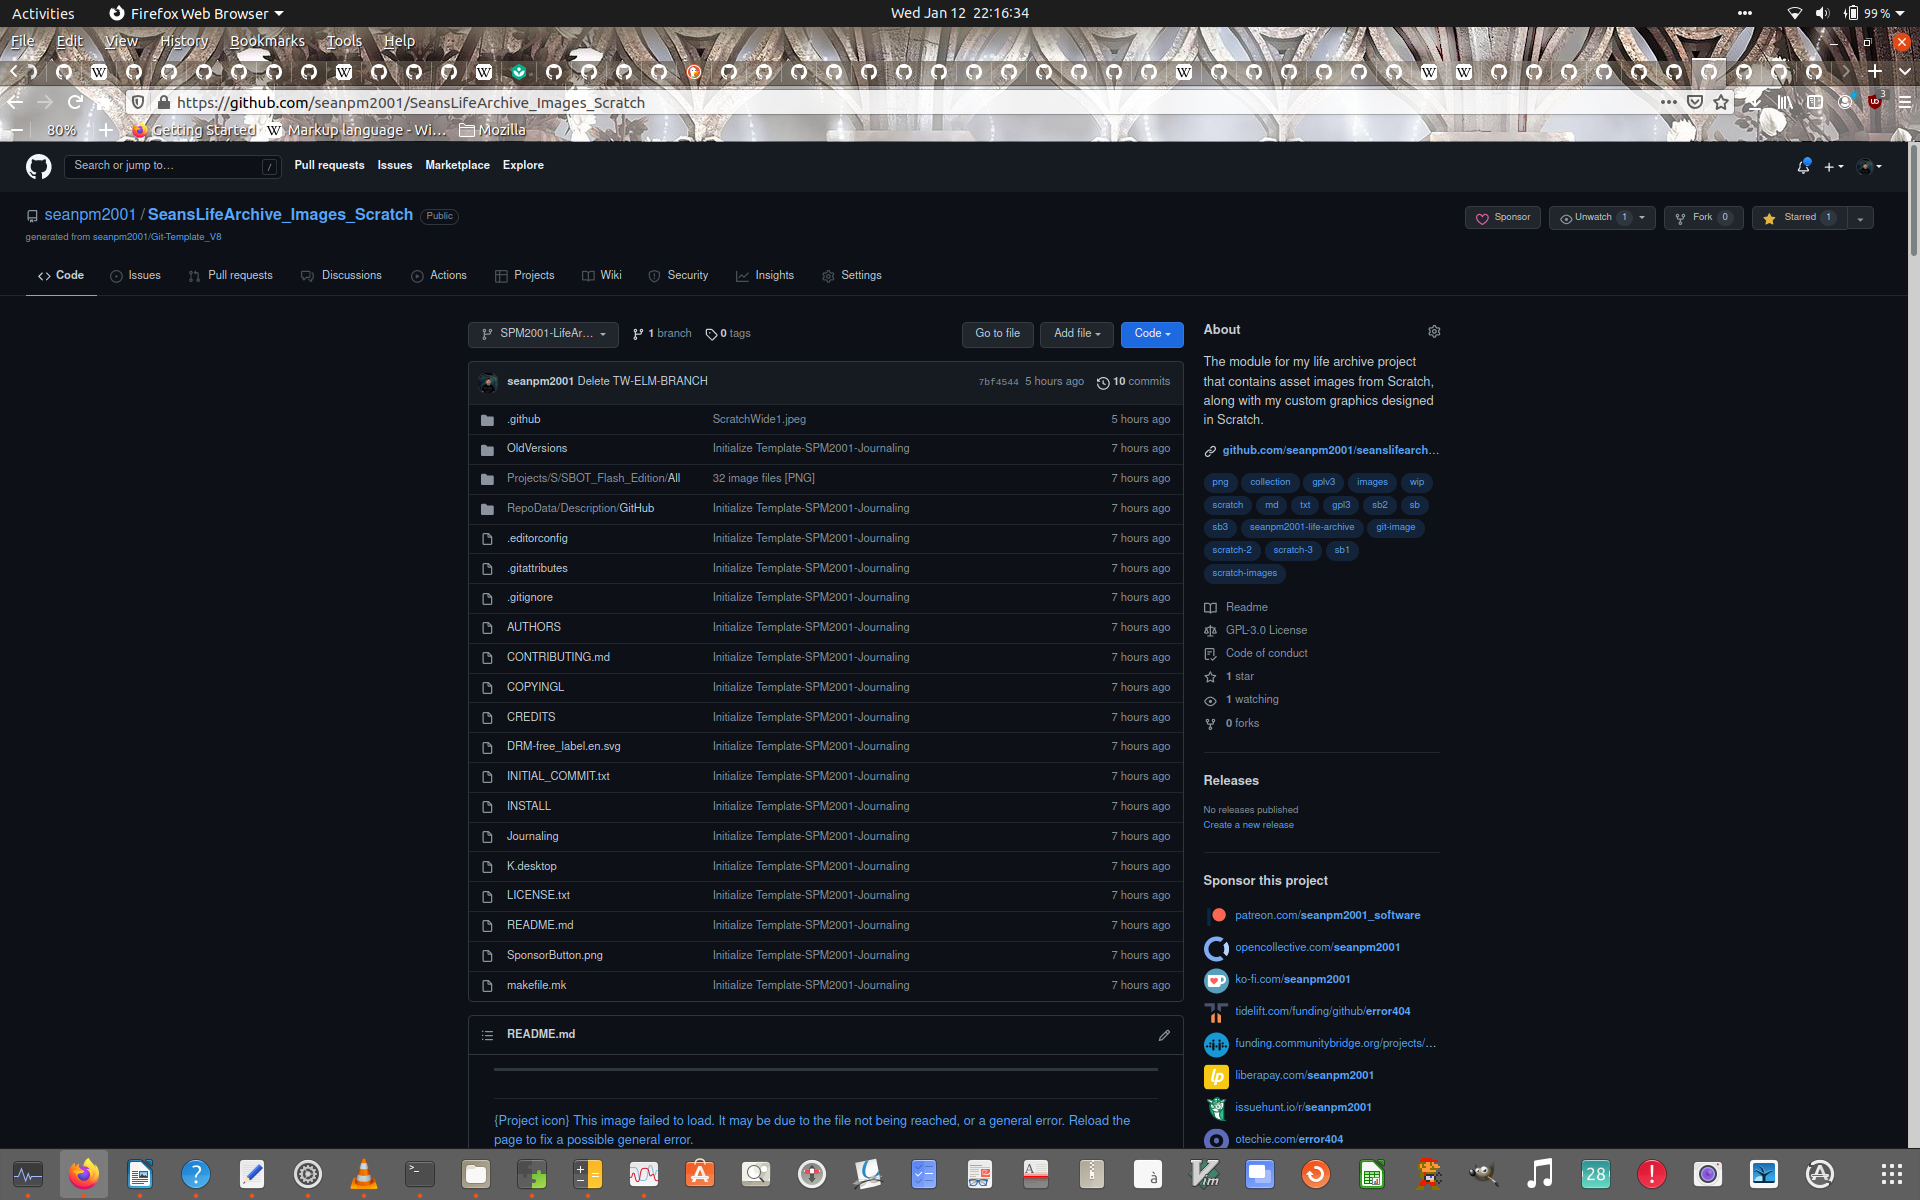 Activities Firefox Web Browser Wed Jan 12 22:16:34 99 %
File Edit View History Bookmarks Tools Help
https://github.com/seanpm2001/SeansLifeArchive_Images_Scratch 3
80% Getting Started Markup language - Wi… Mozilla
Search or jump to… / Pull requests Issues Marketplace Explore
seanpm2001 / SeansLifeArchive_Images_Scratch Public
Sponsor Unwatch 1 Fork 0 Starred 1
generated from seanpm2001/Git-Template_V8
Code Issues Pull requests Discussions Actions Projects Wiki Security Insights Settings
SPM2001-LifeAr… 1 branch 0 tags Go to file Add file Code
seanpm2001 Delete TW-ELM-BRANCH 7bf4544 5 hours ago 10 commits
.github ScratchWide1.jpeg 5 hours ago
OldVersions Initialize Template-SPM2001-Journaling 7 hours ago
Projects/S/SBOT_Flash_Edition/All 32 image files [PNG] 7 hours ago
RepoData/Description/GitHub Initialize Template-SPM2001-Journaling 7 hours ago
.editorconfig Initialize Template-SPM2001-Journaling 7 hours ago
.gitattributes Initialize Template-SPM2001-Journaling 7 hours ago
.gitignore Initialize Template-SPM2001-Journaling 7 hours ago
AUTHORS Initialize Template-SPM2001-Journaling 7 hours ago
CONTRIBUTING.md Initialize Template-SPM2001-Journaling 7 hours ago
COPYINGL Initialize Template-SPM2001-Journaling 7 hours ago
CREDITS Initialize Template-SPM2001-Journaling 7 hours ago
DRM-free_label.en.svg Initialize Template-SPM2001-Journaling 7 hours ago
INITIAL_COMMIT.txt Initialize Template-SPM2001-Journaling 7 hours ago
INSTALL Initialize Template-SPM2001-Journaling 7 hours ago
Journaling Initialize Template-SPM2001-Journaling 7 hours ago
K.desktop Initialize Template-SPM2001-Journaling 7 hours ago
LICENSE.txt Initialize Template-SPM2001-Journaling 7 hours ago
README.md Initialize Template-SPM2001-Journaling 7 hours ago
SponsorButton.png Initialize Template-SPM2001-Journaling 7 hours ago
makefile.mk Initialize Template-SPM2001-Journaling 7 hours ago
README.md
{Project icon} This image failed to load. It may be due to the file not being reached, or a general error. Reload the
page to fix a possible general error.
About
The module for my life archive project
that contains asset images from Scratch,
along with my custom graphics designed
in Scratch.
github.com/seanpm2001/seanslifearch…
png collection gplv3 images wip
scratch md txt gpl3 sb2 sb
sb3 seanpm2001-life-archive git-image
scratch-2 scratch-3 sb1
scratch-images
Readme
GPL-3.0 License
Code of conduct
1 star
1 watching
0 forks
Releases
No releases published
Create a new release
Sponsor this project
patreon.com/seanpm2001_software
opencollective.com/seanpm2001
ko-fi.com/seanpm2001
tidelift.com/funding/github/error404
funding.communitybridge.org/projects/…
liberapay.com/seanpm2001
issuehunt.io/r/seanpm2001
otechie.com/error404
28